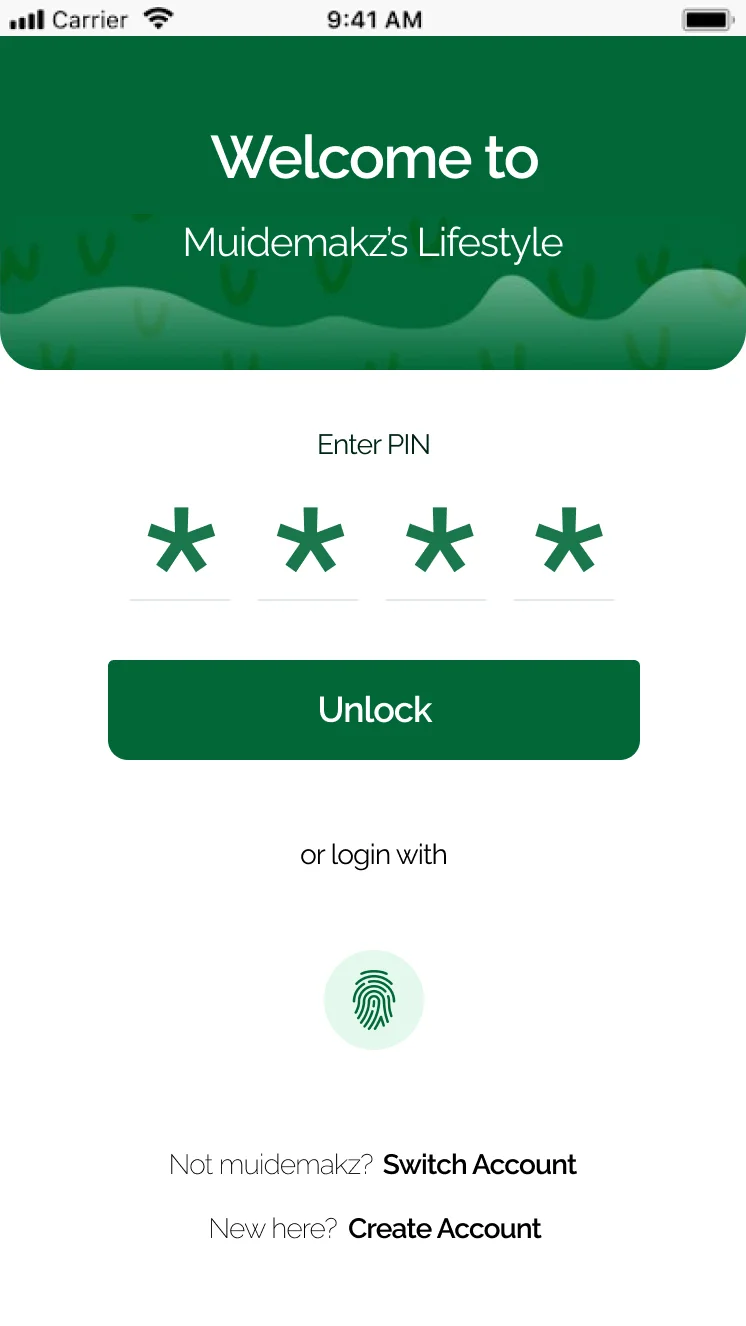 Carrier 9:41 AM
Welcome to
Muidemakz’s Lifestyle
Enter PIN
* * * *
Unlock
or login with
Not muidemakz? Switch Account
New here? Create Account